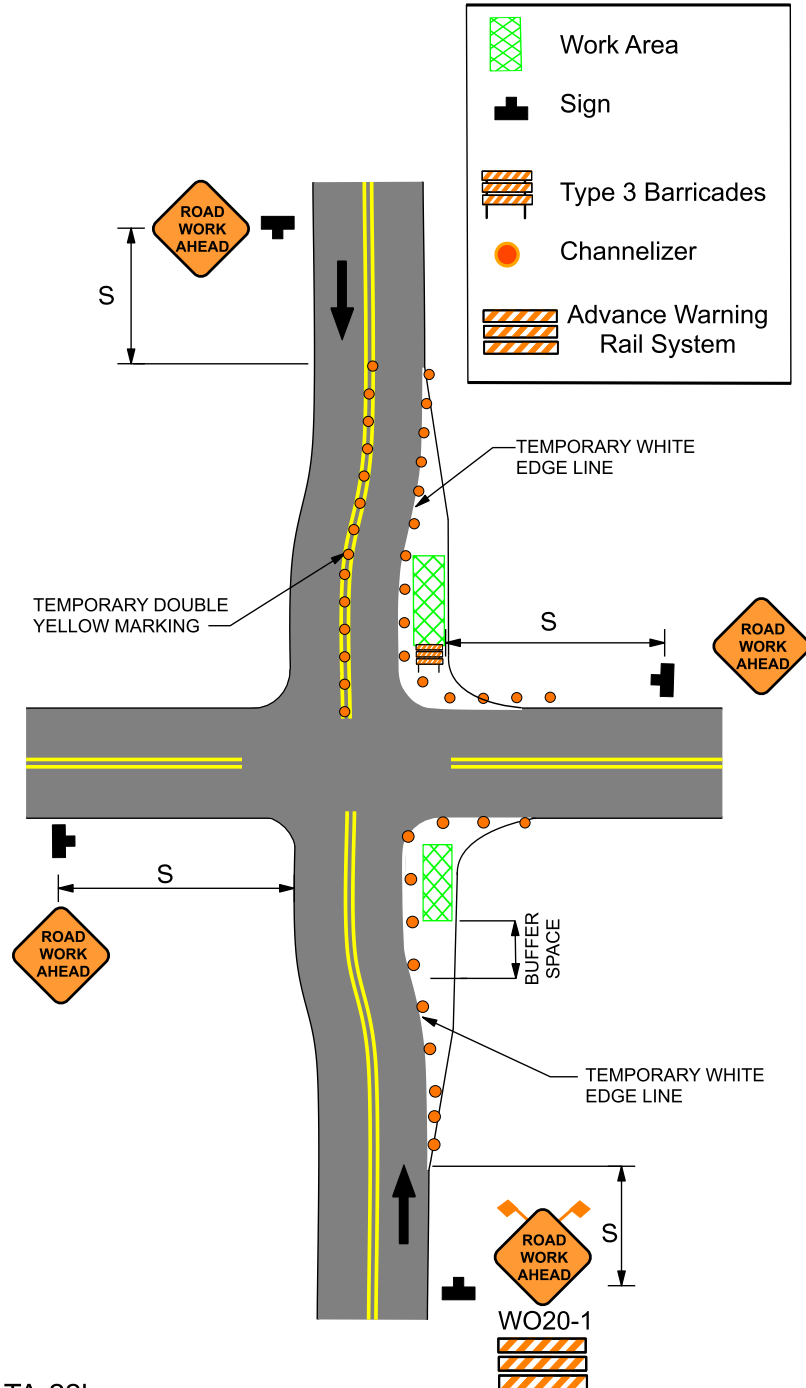 Work Area
Sign
Type 3 Barricades
Channelizer
Advance Warning
Rail System
ROAD
WORK
AHEAD
S
TEMPORARY WHITE
EDGE LINE
TEMPORARY DOUBLE
YELLOW MARKING
S
ROAD
WORK
AHEAD
S
ROAD
WORK
AHEAD
BUFFER
SPACE
TEMPORARY WHITE
EDGE LINE
S
ROAD
WORK
AHEAD
WO20-1